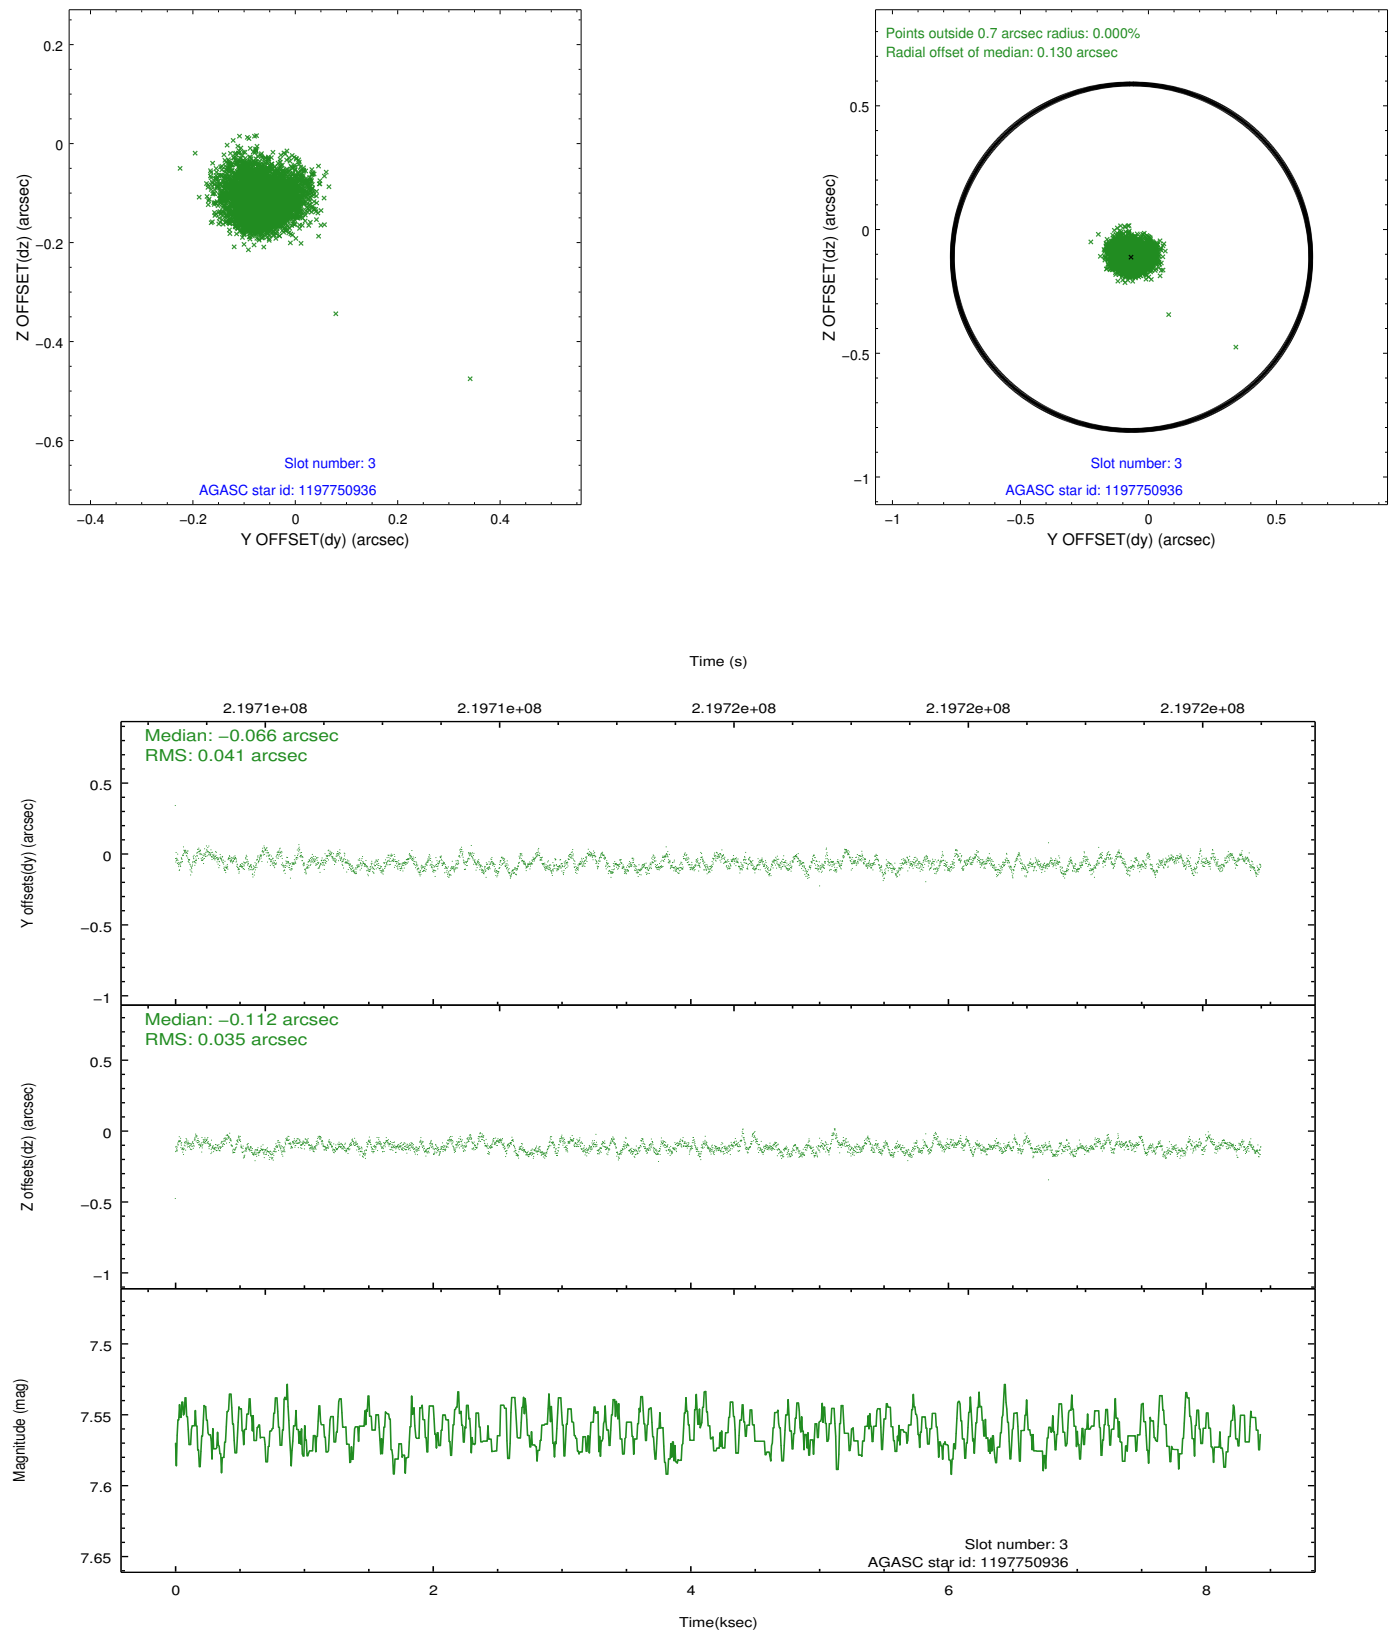 0.2
0
−0.2
−0.4
−0.6
Z OFFSET(dz) (arcsec)
Slot number: 3
AGASC star id: 1197750936
−0.4
−0.2
0
0.2
0.4
Y OFFSET(dy) (arcsec)
Points outside 0.7 arcsec radius: 0.000%
Radial offset of median: 0.130 arcsec
0.5
0
−0.5
−1
Z OFFSET(dz) (arcsec)
Slot number: 3
AGASC star id: 1197750936
−1
−0.5
0
0.5
Y OFFSET(dy) (arcsec)
Time (s)
2.1971e+08
2.1971e+08
2.1972e+08
2.1972e+08
2.1972e+08
Median: −0.066 arcsec
RMS: 0.041 arcsec
0.5
0
−0.5
−1
Y offsets(dy) (arcsec)
Median: −0.112 arcsec
RMS: 0.035 arcsec
0.5
0
−0.5
−1
Z offsets(dz) (arcsec)
7.5
7.55
7.6
7.65
Magnitude (mag)
Slot number: 3
AGASC star id: 1197750936
0
2
4
6
8
Time(ksec)